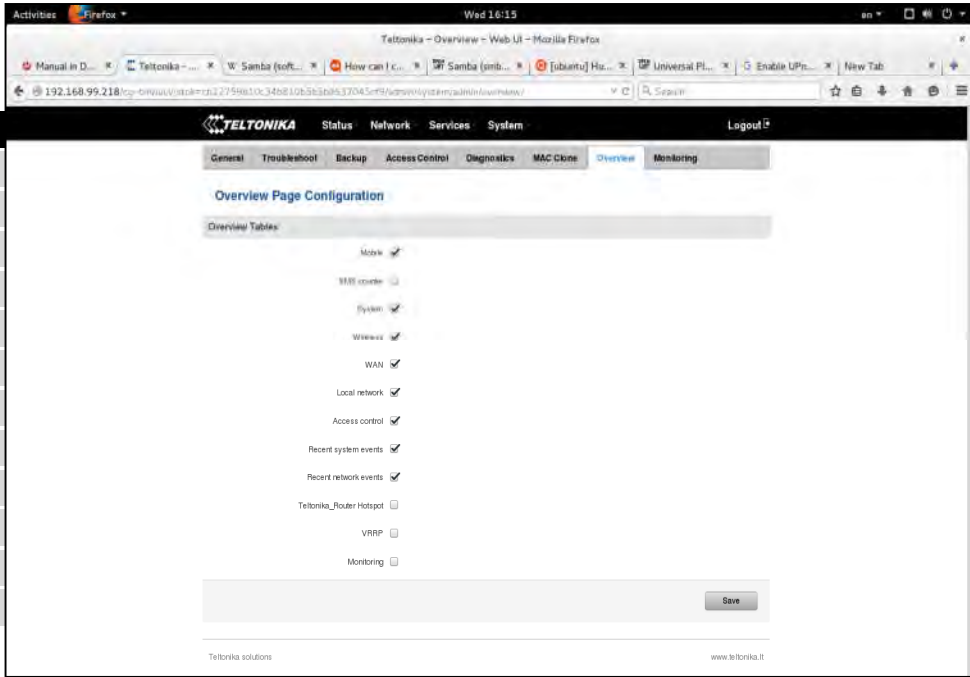 Activities Firefox Wed 16:15 en
Teltonika - Overview - Web UI - Mozilla Firefox
Manual in D... Teltonika - ... W Samba (soft... How can I c... Samba (smb... [ubuntu] Hu... Universal Pl... G Enable UPn... New Tab
192.168.99.218 Search
TELTONIKA Status Network Services System Logout
General Troubleshoot Backup Access Control Diagnostics MAC Clone Overview Monitoring
Overview Page Configuration
Overview Tables
Mobile
SMS counter
System
Wireless
WAN
Local network
Access control
Recent system events
Recent network events
Teltonika_Router Hotspot
VRRP
Monitoring
Save
Teltonika solutions www.teltonika.lt